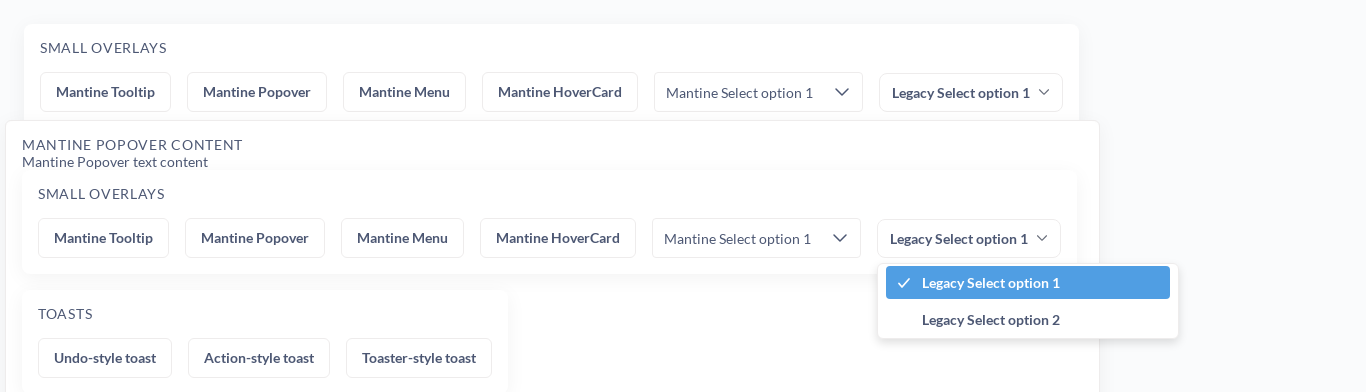 SMALL OVERLAYS
Mantine Tooltip Mantine Popover Mantine Menu Mantine HoverCard Mantine Select option 1 Legacy Select option 1
MANTINE POPOVER CONTENT
Mantine Popover text content
SMALL OVERLAYS
Mantine Tooltip Mantine Popover Mantine Menu Mantine HoverCard Mantine Select option 1 Legacy Select option 1
Legacy Select option 1
Legacy Select option 2
TOASTS
Undo-style toast Action-style toast Toaster-style toast